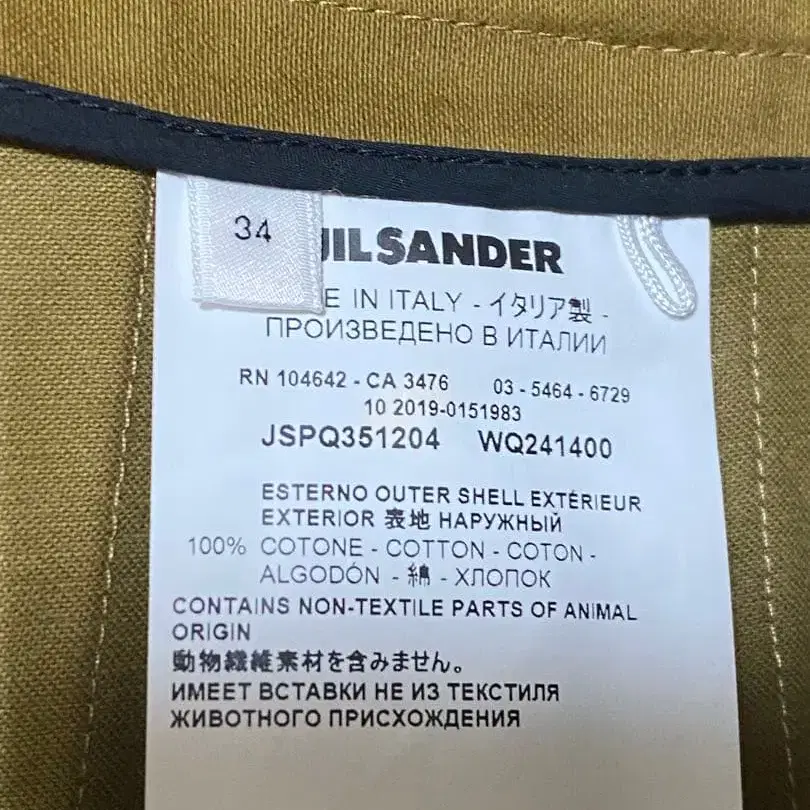 34
JIL SANDER
E IN ITALY - イタリア製 -
ПРОИЗВЕДЕНО В ИТАЛИИ
RN 104642 - CA 3476 03 - 5464 - 6729
10 2019-0151983
JSPQ351204 WQ241400
ESTERNO OUTER SHELL EXTÉRIEUR
EXTERIOR 表地 НАРУЖНЫЙ
100% COTONE - COTTON - COTON -
ALGODÓN - 綿 - ХЛОПОК
CONTAINS NON-TEXTILE PARTS OF ANIMAL
ORIGIN
動物繊維素材を含みません。
ИМЕЕТ ВСТАВКИ НЕ ИЗ ТЕКСТИЛЯ
ЖИВОТНОГО ПРИСХОЖДЕНИЯ